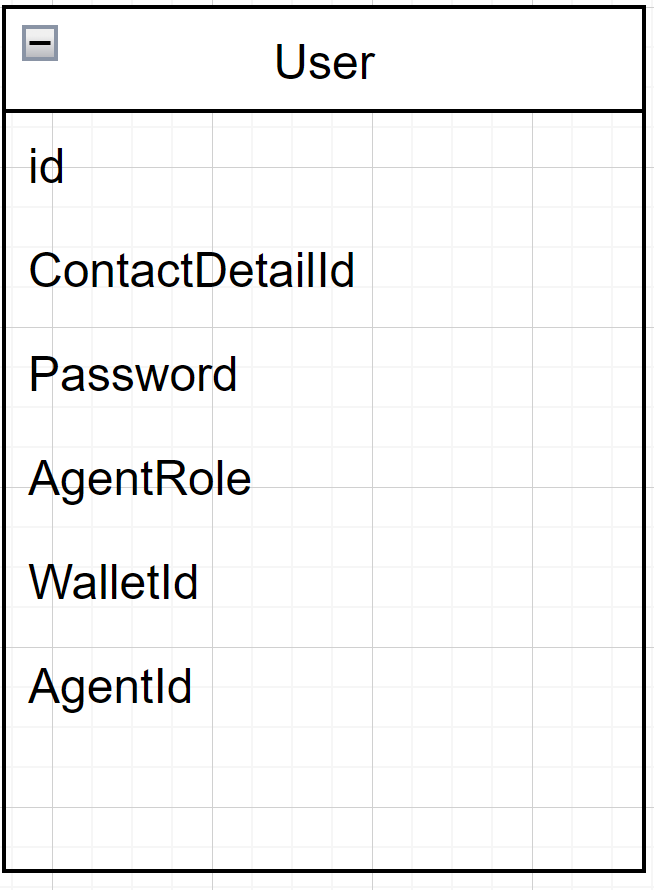 User
id
ContactDetailId
Password
AgentRole
WalletId
AgentId